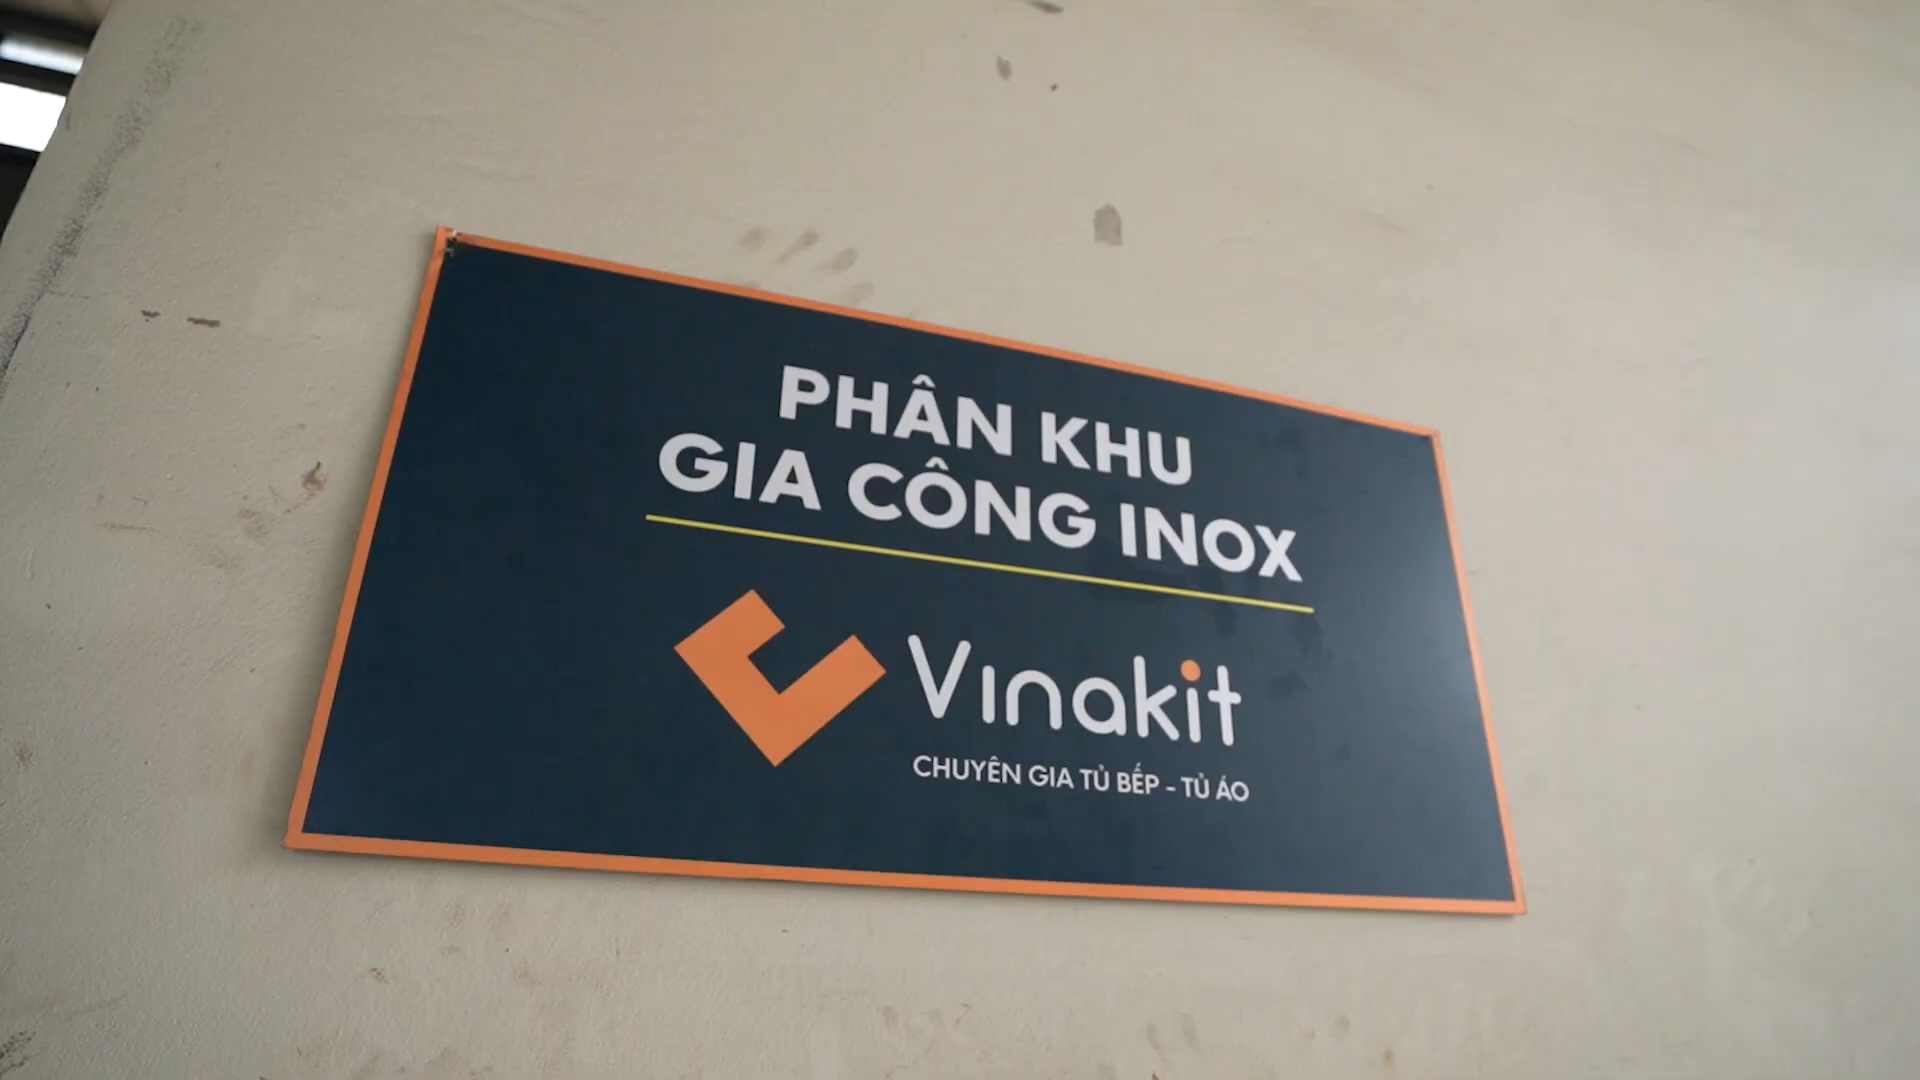 PHÂN KHU
GIA CÔNG INOX
Vinakit
CHUYÊN GIA TỦ BẾP - TỦ ÁO